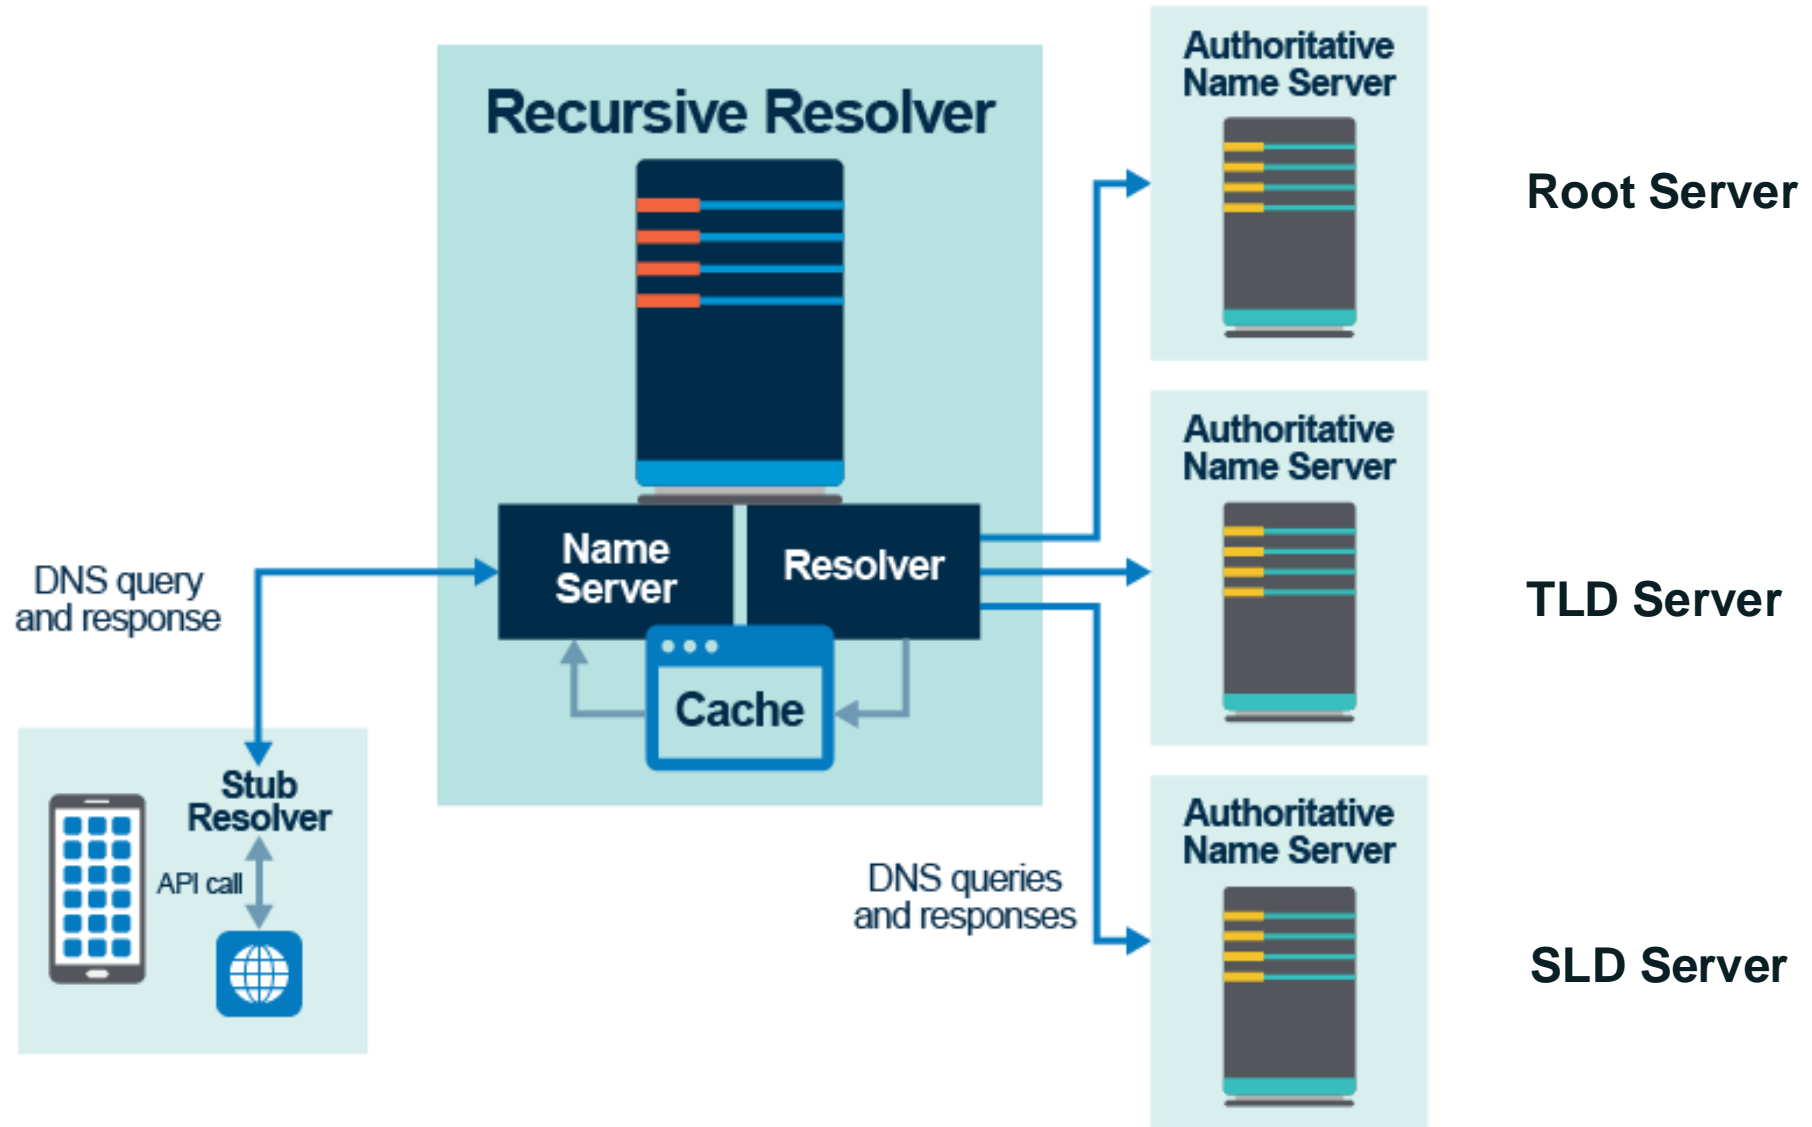 Recursive Resolver
Name
Server
Resolver
Cache
DNS query
and response
Stub
Resolver
API call
DNS queries
and responses
Authoritative
Name Server
Root Server
Authoritative
Name Server
TLD Server
Authoritative
Name Server
SLD Server